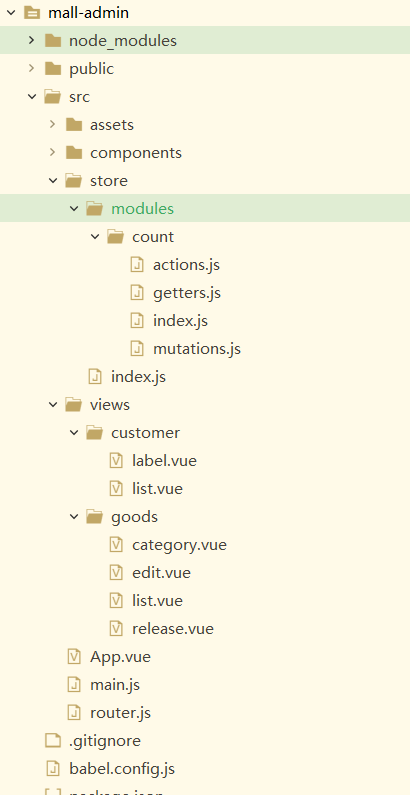 mall-admin
node_modules
public
src
assets
components
store
modules
count
actions.js
getters.js
index.js
mutations.js
index.js
views
customer
label.vue
list.vue
goods
category.vue
edit.vue
list.vue
release.vue
App.vue
main.js
router.js
.gitignore
babel.config.js
package.json